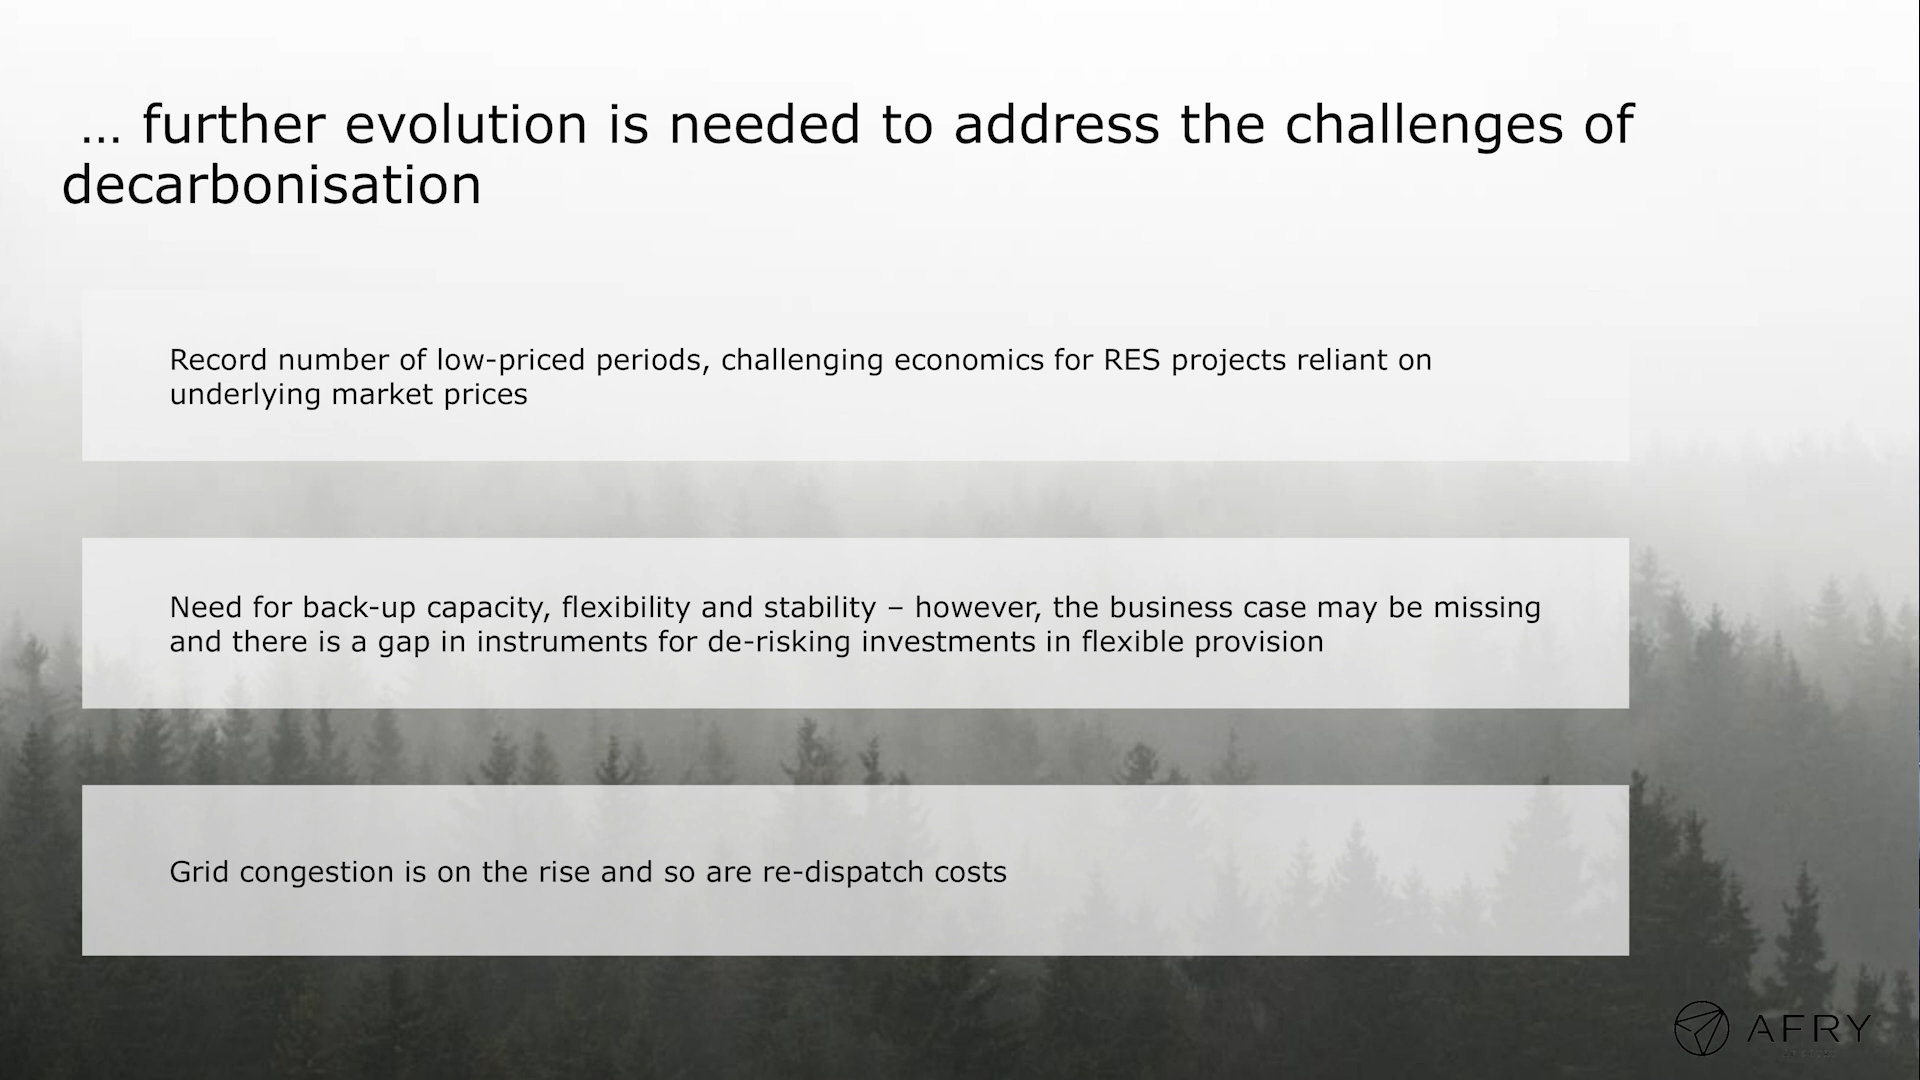 … further evolution is needed to address the challenges of
decarbonisation
Record number of low-priced periods, challenging economics for RES projects reliant on
underlying market prices
Need for back-up capacity, flexibility and stability – however, the business case may be missing
and there is a gap in instruments for de-risking investments in flexible provision
Grid congestion is on the rise and so are re-dispatch costs
AFRY